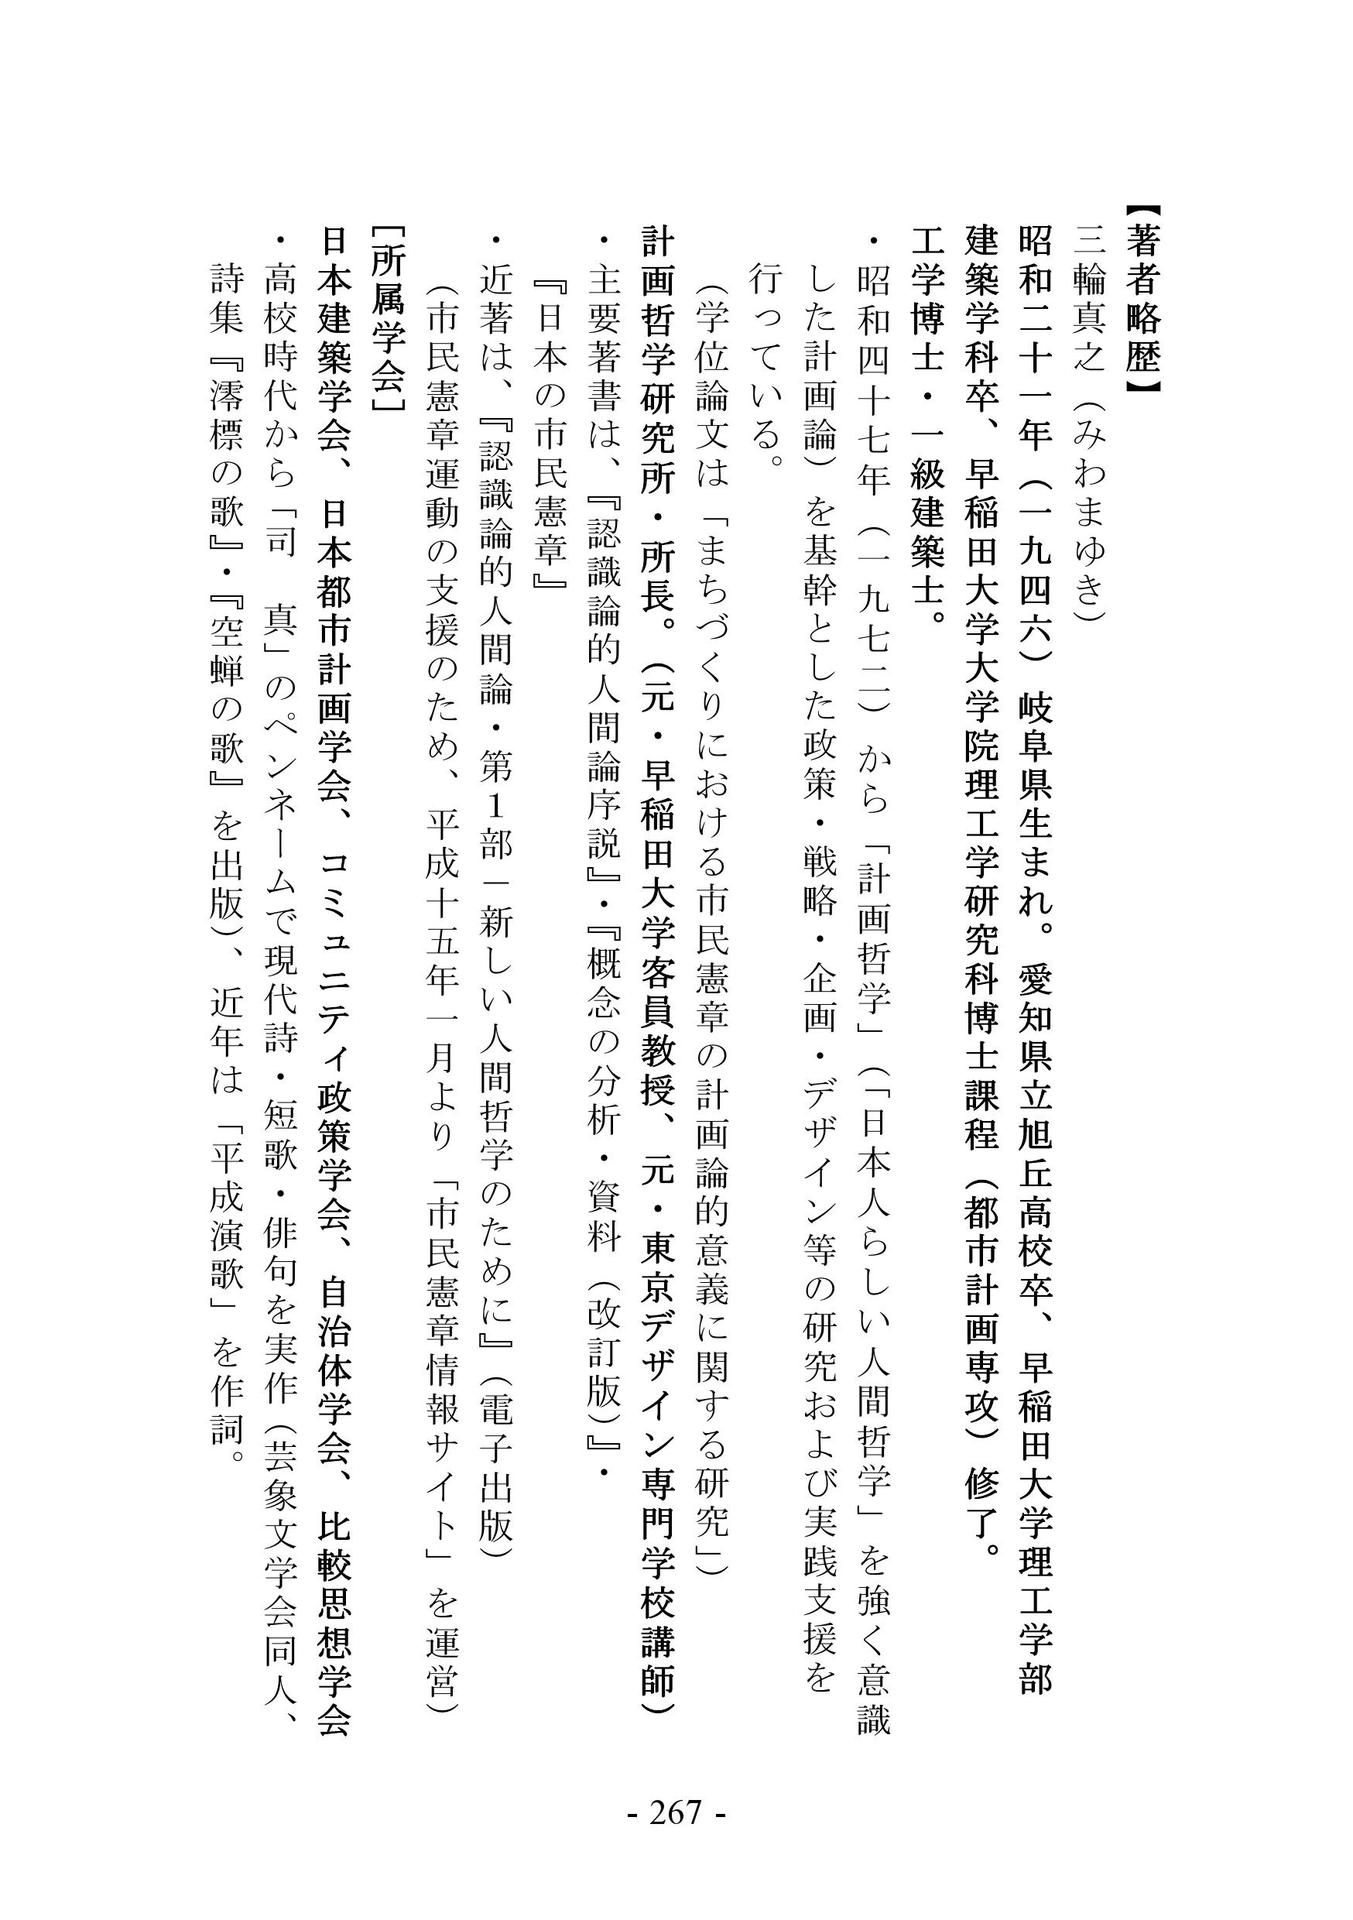 【著者略歴】
三輪真之（みわまゆき）
昭和二十一年（一九四六）岐阜県生まれ。愛知県立旭丘高校卒、早稲田大学理工学部
建築学科卒、早稲田大学大学院理工学研究科博士課程（都市計画専攻）修了。
工学博士・一級建築士。
・昭和四十七年（一九七二）から「計画哲学」（「日本人らしい人間哲学」を強く意識
した計画論）を基幹とした政策・戦略・企画・デザイン等の研究および実践支援を
行っている。
（学位論文は「まちづくりにおける市民憲章の計画論的意義に関する研究」）
計画哲学研究所・所長。（元・早稲田大学客員教授、元・東京デザイン専門学校講師）
・主要著書は、『認識論的人間論序説』・『概念の分析・資料（改訂版）』・
『日本の市民憲章』
・近著は、『認識論的人間論・第1部－新しい人間哲学のために』（電子出版）
（市民憲章運動の支援のため、平成十五年一月より「市民憲章情報サイト」を運営）
［所属学会］
日本建築学会、日本都市計画学会、コミュニティ政策学会、自治体学会、比較思想学会
・高校時代から「司　真」のペンネームで現代詩・短歌・俳句を実作（芸象文学会同人、
詩集『澪標の歌』・『空蝉の歌』を出版）、近年は「平成演歌」を作詞。
- 267 -